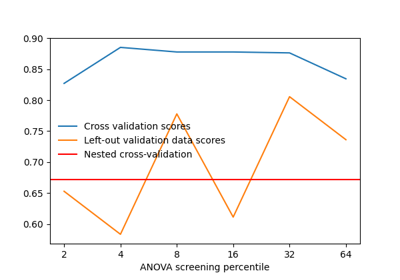 0.90
0.85
0.80
0.75
0.70
0.65
0.60
Cross validation scores
Left-out validation data scores
Nested cross-validation
2 4 8 16 32 64
ANOVA screening percentile